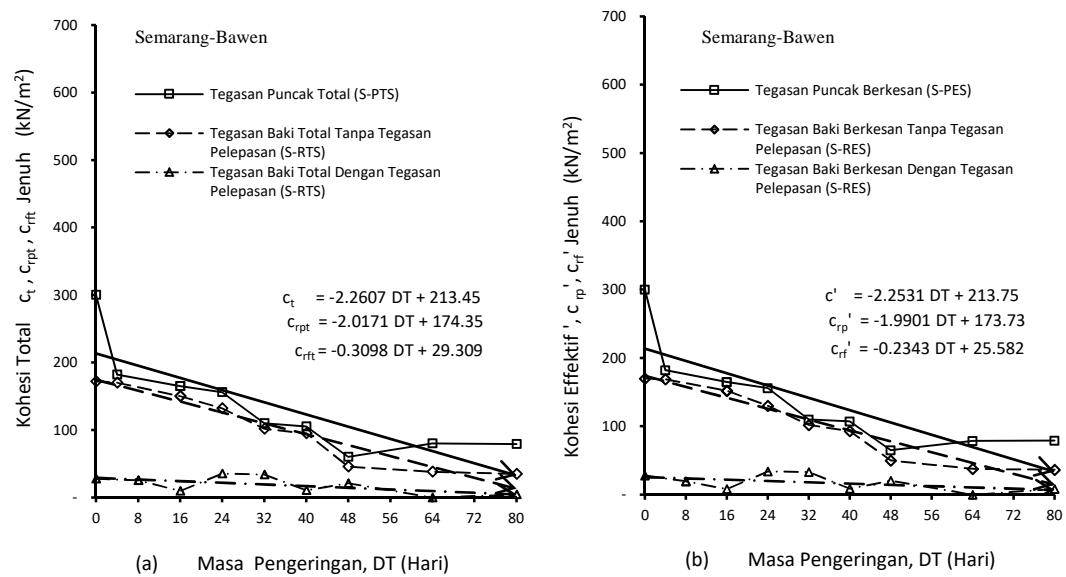 Kohesi Total c_t , c_rpt , c_rft Jenuh (kN/m²)
700
600
500
400
300
200
100
-
Semarang-Bawen
Tegasan Puncak Total (S-PTS)
Tegasan Baki Total Tanpa Tegasan
Pelepasan (S-RTS)
Tegasan Baki Total Dengan Tegasan
Pelepasan (S-RTS)
c_t = -2.2607 DT + 213.45
c_rpt = -2.0171 DT + 174.35
c_rft = -0.3098 DT + 29.309
0 8 16 24 32 40 48 56 64 72 80
(a) Masa Pengeringan, DT (Hari)
Kohesi Effektif ', c_rp', c_rf' Jenuh (kN/m²)
700
600
500
400
300
200
100
-
Semarang-Bawen
Tegasan Puncak Berkesan (S-PES)
Tegasan Baki Berkesan Tanpa Tegasan
Pelepasan (S-RES)
Tegasan Baki Berkesan Dengan Tegasan
Pelepasan (S-RES)
c' = -2.2531 DT + 213.75
c_rp' = -1.9901 DT + 173.73
c_rf' = -0.2343 DT + 25.582
0 8 16 24 32 40 48 56 64 72 80
(b) Masa Pengeringan, DT (Hari)